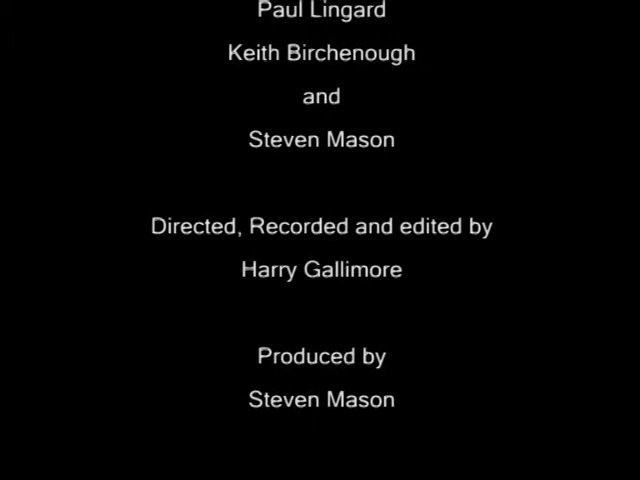 Paul Lingard
Keith Birchenough
and
Steven Mason
Directed, Recorded and edited by
Harry Gallimore
Produced by
Steven Mason